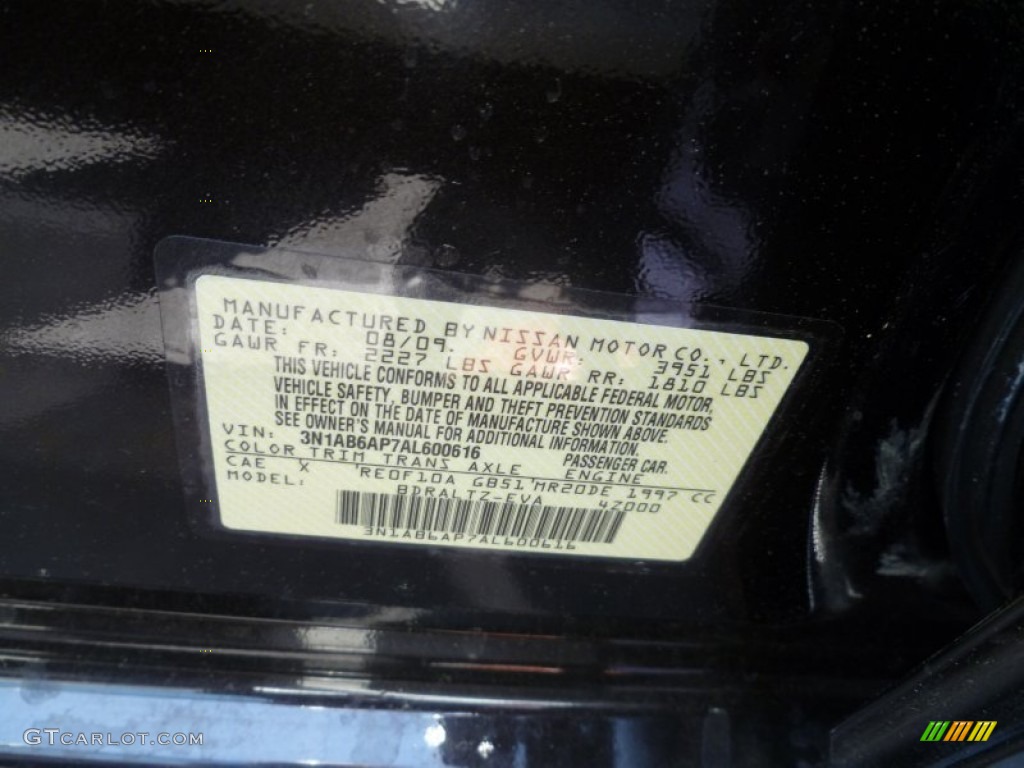 MANUFACTURED BY NISSAN MOTOR CO., LTD.
DATE: 08/09. GVWR: 3951 LBS
GAWR FR: 2227 LBS GAWR RR: 1810 LBS
THIS VEHICLE CONFORMS TO ALL APPLICABLE FEDERAL MOTOR
VEHICLE SAFETY, BUMPER AND THEFT PREVENTION STANDARDS
IN EFFECT ON THE DATE OF MANUFACTURE SHOWN ABOVE.
SEE OWNER'S MANUAL FOR ADDITIONAL INFORMATION.
VIN: 3N1AB6AP7AL600616 PASSENGER CAR.
COLOR TRIM TRANS AXLE ENGINE
CAE X RE0F10A GB51 MR20DE 1997 CC
MODEL: BDRALTZ-EVA 4Z000
3N1AB6AP7AL600616
GTCARLOT.COM